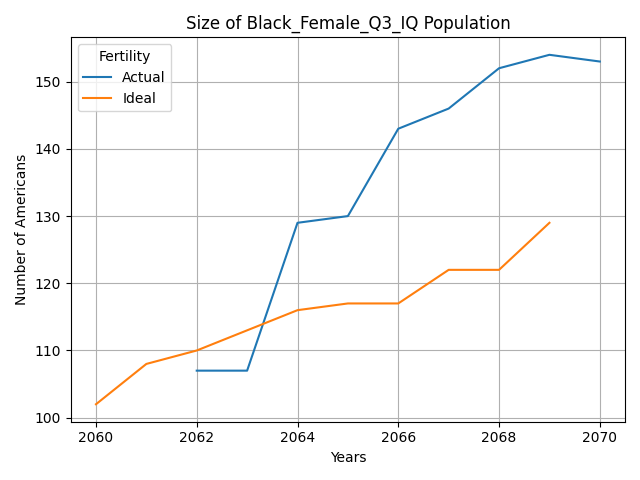 Size of Black_Female_Q3_IQ Population
Fertility
Actual
Ideal
Number of Americans
150
140
130
120
110
100
2060 2062 2064 2066 2068 2070
Years